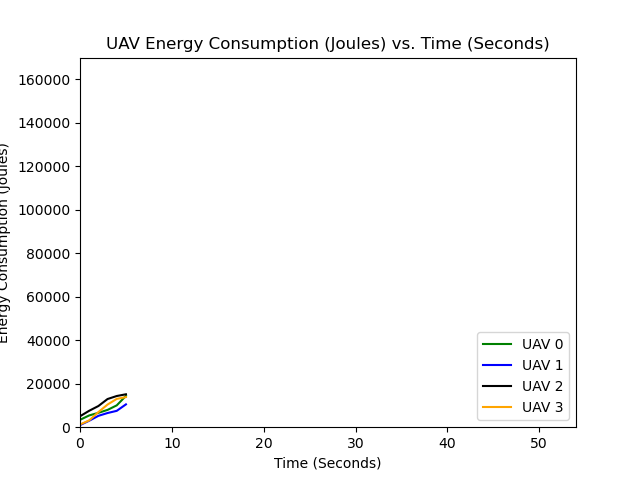 UAV Energy Consumption (Joules) vs. Time (Seconds)
160000
140000
120000
100000
80000
60000
40000
20000
0
Energy Consumption (Joules)
0 10 20 30 40 50
Time (Seconds)
UAV 0
UAV 1
UAV 2
UAV 3